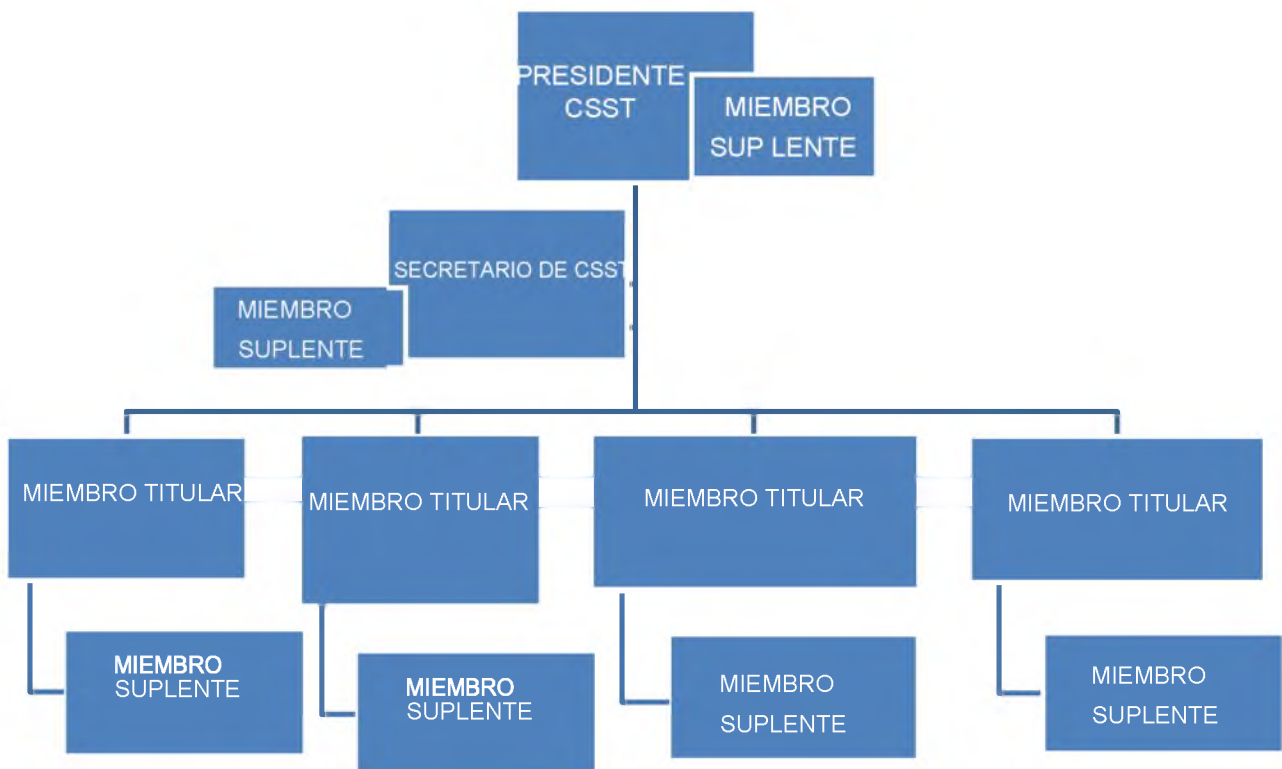 PRESIDENTE
CSST
MIEMBRO
SUP LENTE
SECRETARIO DE CSST
MIEMBRO
SUPLENTE
MIEMBRO TITULAR
MIEMBRO TITULAR
MIEMBRO TITULAR
MIEMBRO TITULAR
MIEMBRO
SUPLENTE
MIEMBRO
SUPLENTE
MIEMBRO
SUPLENTE
MIEMBRO
SUPLENTE